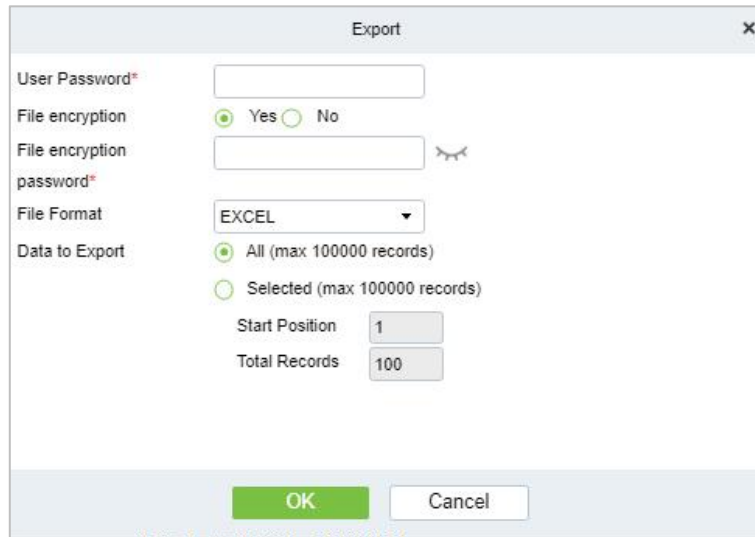 Export
User Password*
File encryption Yes No
File encryption
password*
File Format EXCEL
Data to Export All (max 100000 records)
Selected (max 100000 records)
Start Position 1
Total Records 100
OK Cancel